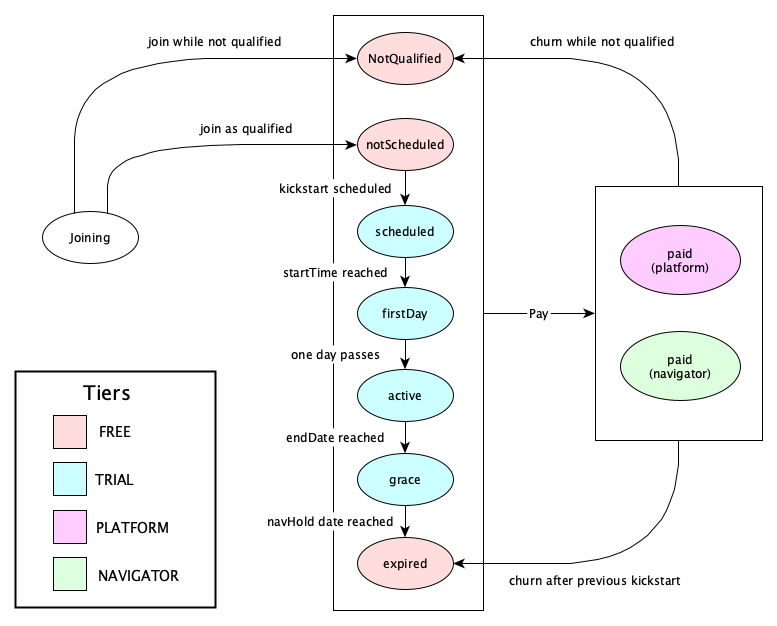 join while not qualified
churn while not qualified
NotQualified
join as qualified
notScheduled
kickstart scheduled
Joining
scheduled
paid
(platform)
startTime reached
firstDay
Pay
one day passes
paid
(navigator)
active
Tiers
endDate reached
FREE
grace
TRIAL
navHold date reached
PLATFORM
expired
NAVIGATOR
churn after previous kickstart